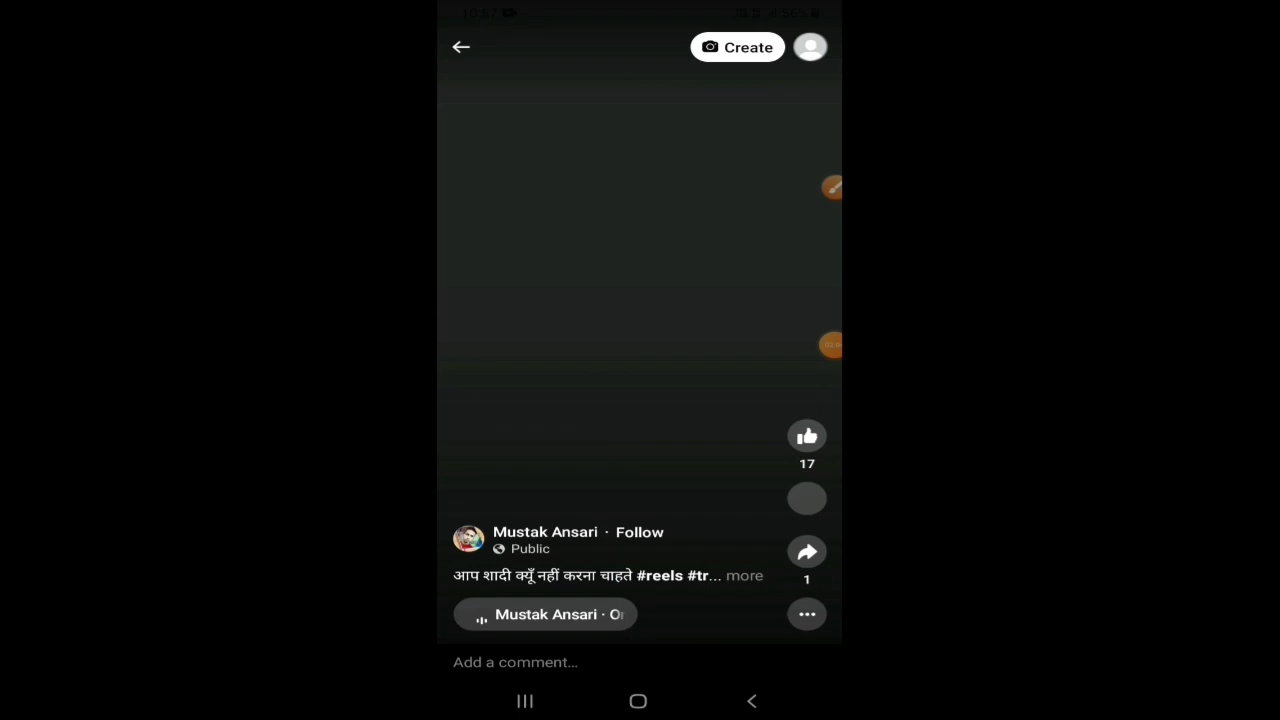 Create
17
Mustak Ansari · Follow
Public
आप शादी क्यूँ नहीं करना चाहते #reels #tr... more
1
Mustak Ansari ·
Add a comment...